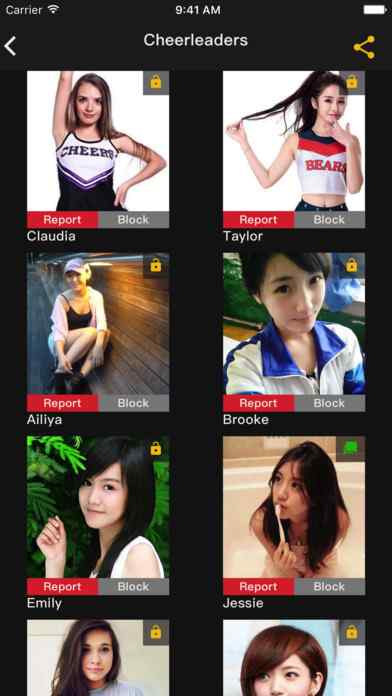 Carrier 9:41 AM
Cheerleaders
CHEERS
BEARS
Report Block Report Block
Claudia Taylor
Report Block Report Block
Ailiya Brooke
Report Block Report Block
Emily Jessie